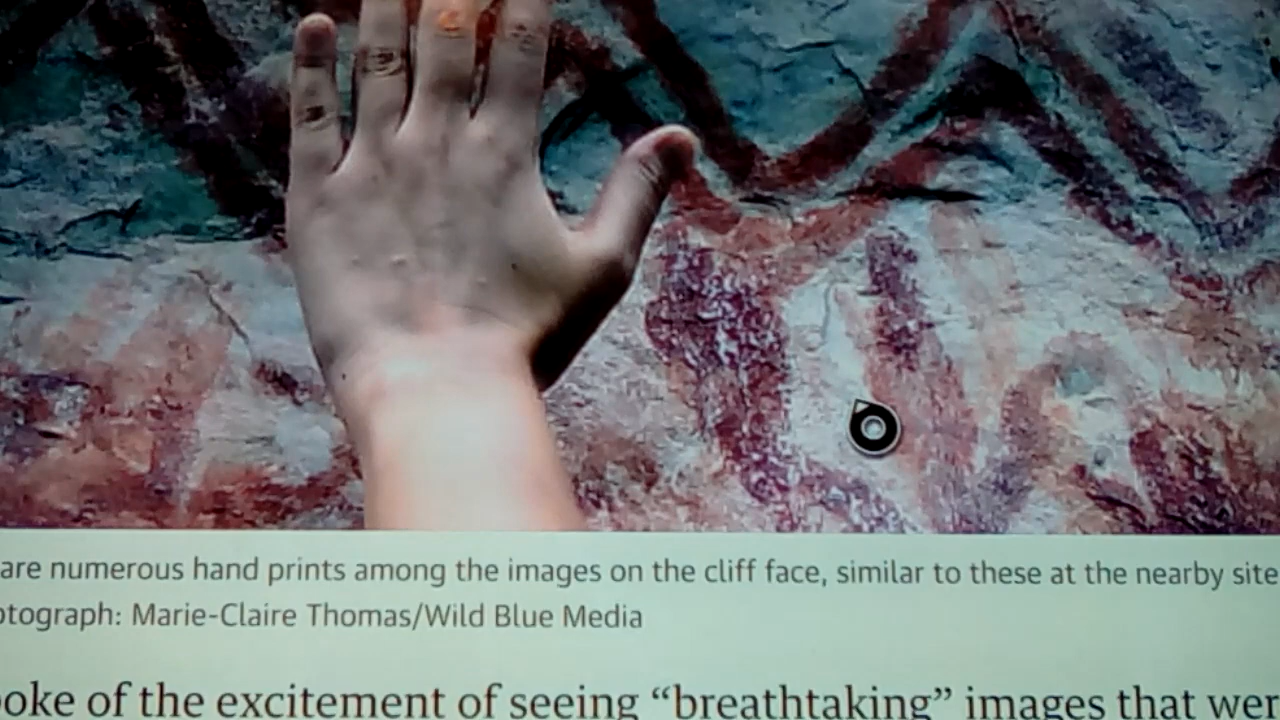 are numerous hand prints among the images on the cliff face, similar to these at the nearby site
otograph: Marie-Claire Thomas/Wild Blue Media
oke of the excitement of seeing “breathtaking” images that wer